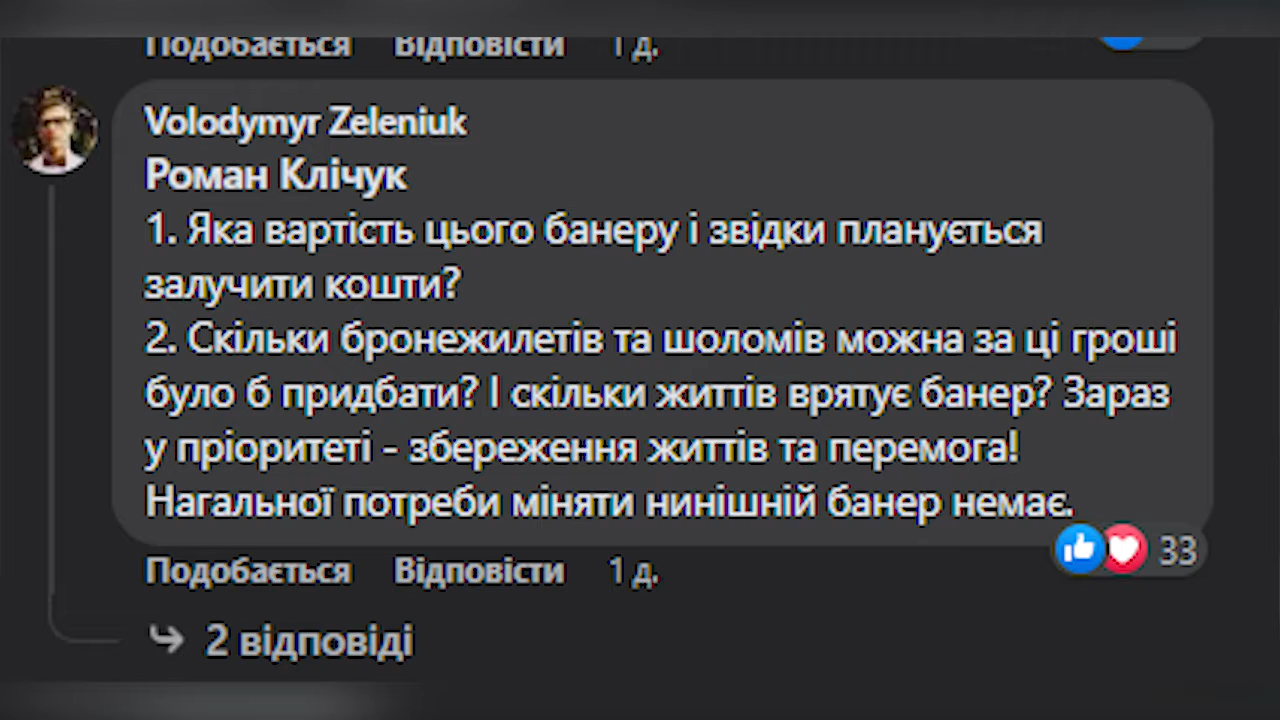 Подобається Відповісти 1 д.
Volodymyr Zeleniuk
Роман Клічук
1. Яка вартість цього банеру і звідки планується
залучити кошти?
2. Скільки бронежилетів та шоломів можна за ці гроші
було б придбати? І скільки життів врятує банер? Зараз
у пріоритеті - збереження життів та перемога!
Нагальної потреби міняти нинішній банер немає.
33
Подобається Відповісти 1 д.
2 відповіді